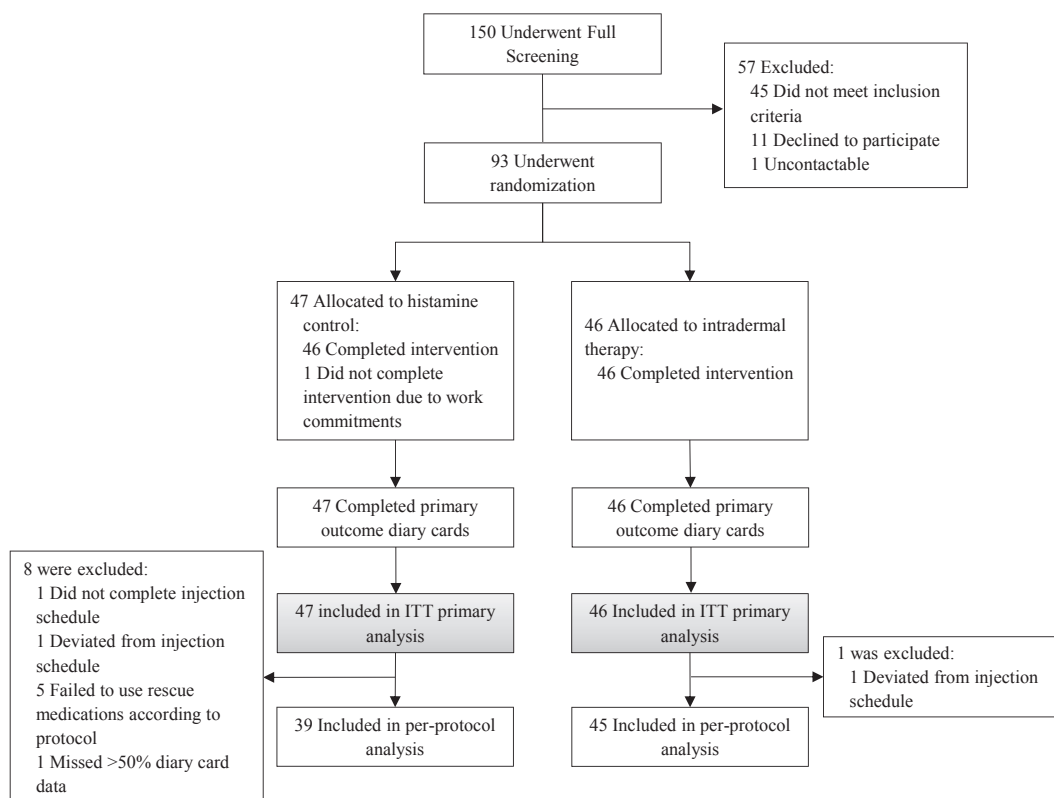 150 Underwent Full
Screening
57 Excluded:
45 Did not meet inclusion
criteria
11 Declined to participate
1 Uncontactable
93 Underwent
randomization
47 Allocated to histamine
control:
46 Completed intervention
1 Did not complete
intervention due to work
commitments
46 Allocated to intradermal
therapy:
46 Completed intervention
47 Completed primary
outcome diary cards
46 Completed primary
outcome diary cards
8 were excluded:
1 Did not complete injection
schedule
1 Deviated from injection
schedule
5 Failed to use rescue
medications according to
protocol
1 Missed >50% diary card
data
47 included in ITT primary
analysis
46 Included in ITT primary
analysis
1 was excluded:
1 Deviated from injection
schedule
39 Included in per-protocol
analysis
45 Included in per-protocol
analysis